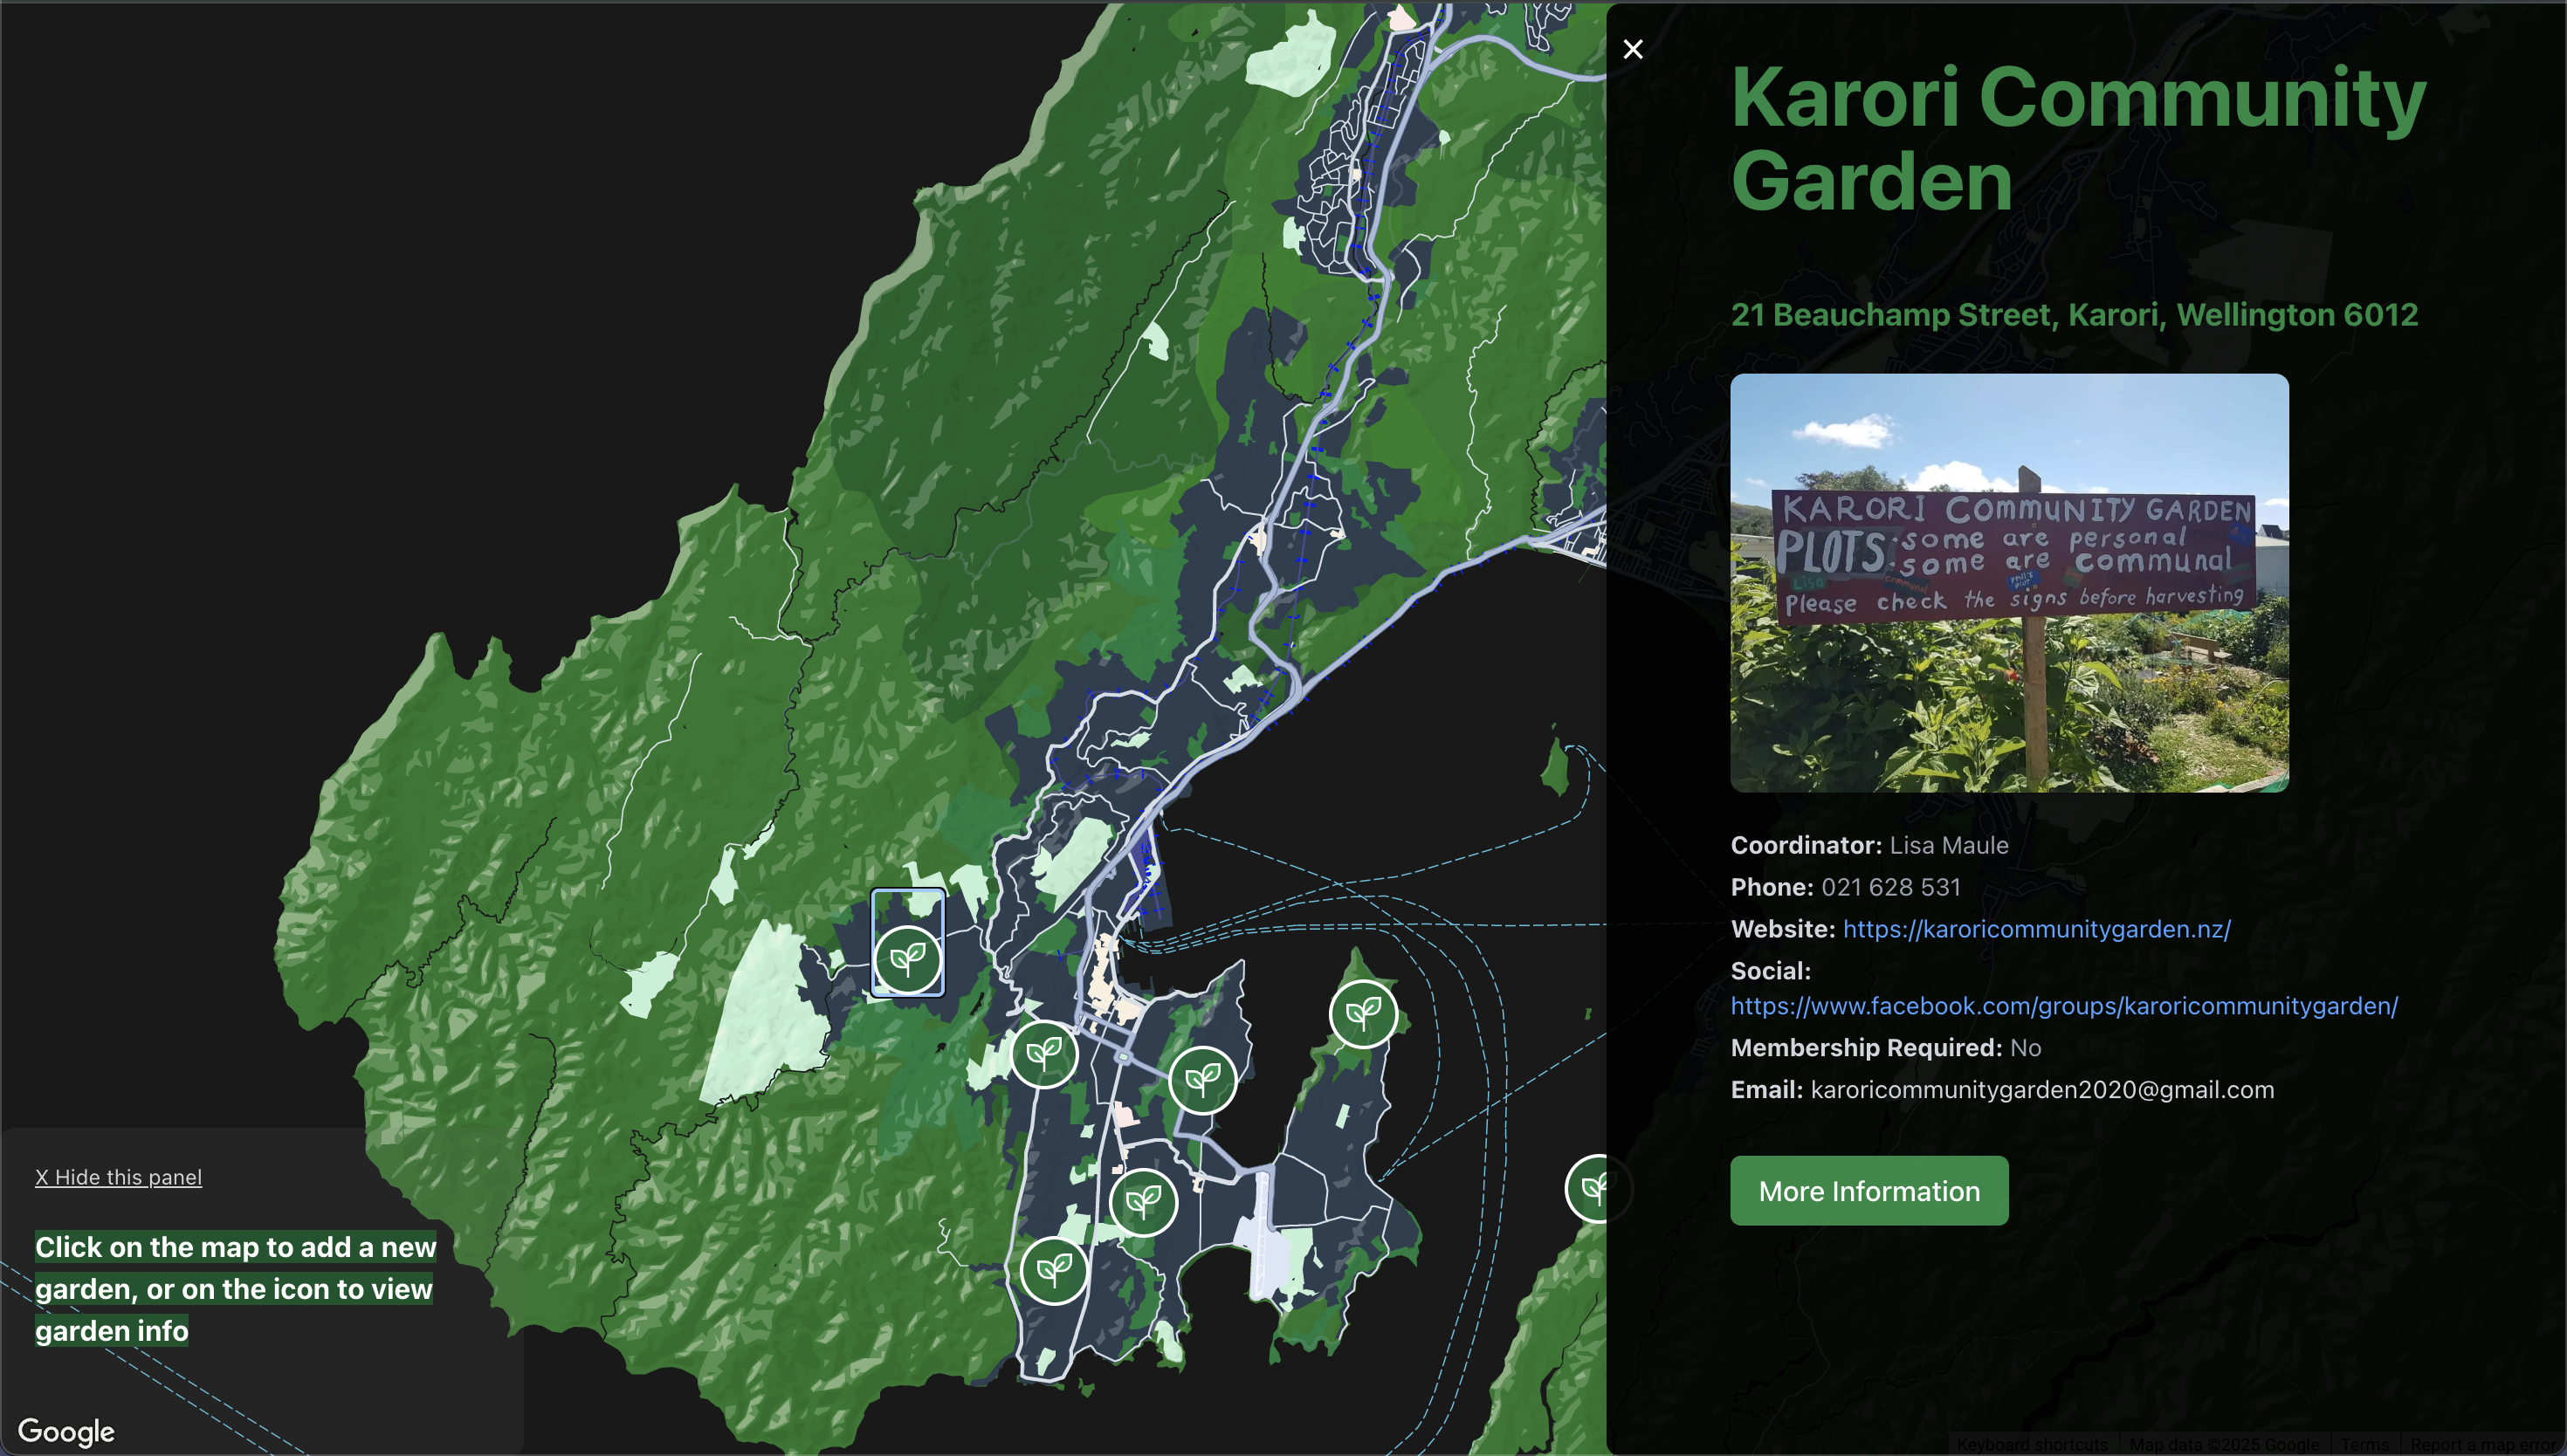 Karori Community
Garden
21 Beauchamp Street, Karori, Wellington 6012
KARORI COMMUNITY GARDEN
PLOTS: some are personal
some are communal
Lisa communal Phil's Plot
Please check the signs before harvesting
Coordinator: Lisa Maule
Phone: 021 628 531
Website: https://karoricommunitygarden.nz/
Social:
https://www.facebook.com/groups/karoricommunitygarden/
Membership Required: No
Email: karoricommunitygarden2020@gmail.com
More Information
X Hide this panel
Click on the map to add a new
garden, or on the icon to view
garden info
Google
Keyboard shortcuts Map data ©2025 Google Terms Report a map error